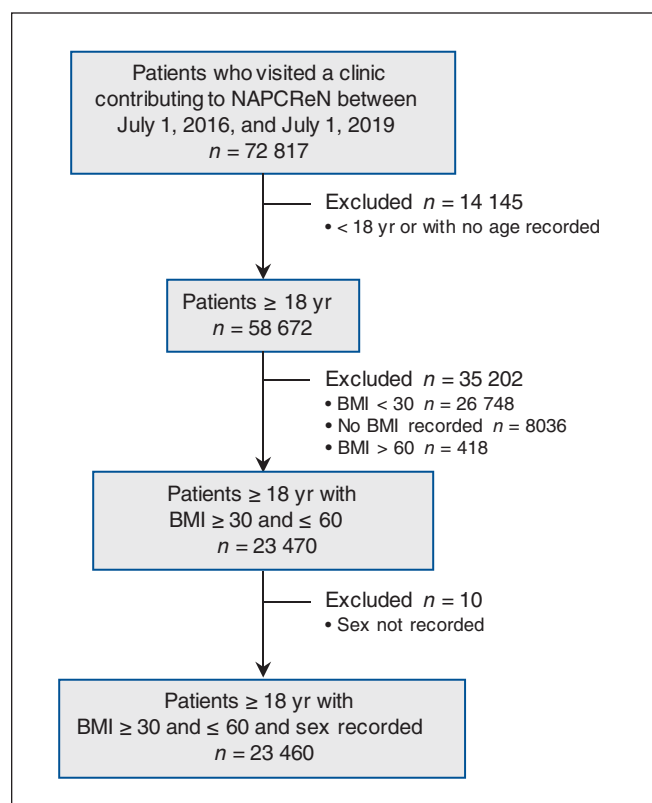 Patients who visited a clinic
contributing to NAPCReN between
July 1, 2016, and July 1, 2019
n = 72 817
Excluded n = 14 145
• < 18 yr or with no age recorded
Patients ≥ 18 yr
n = 58 672
Excluded n = 35 202
• BMI < 30 n = 26 748
• No BMI recorded n = 8036
• BMI > 60 n = 418
Patients ≥ 18 yr with
BMI ≥ 30 and ≤ 60
n = 23 470
Excluded n = 10
• Sex not recorded
Patients ≥ 18 yr with
BMI ≥ 30 and ≤ 60 and sex recorded
n = 23 460